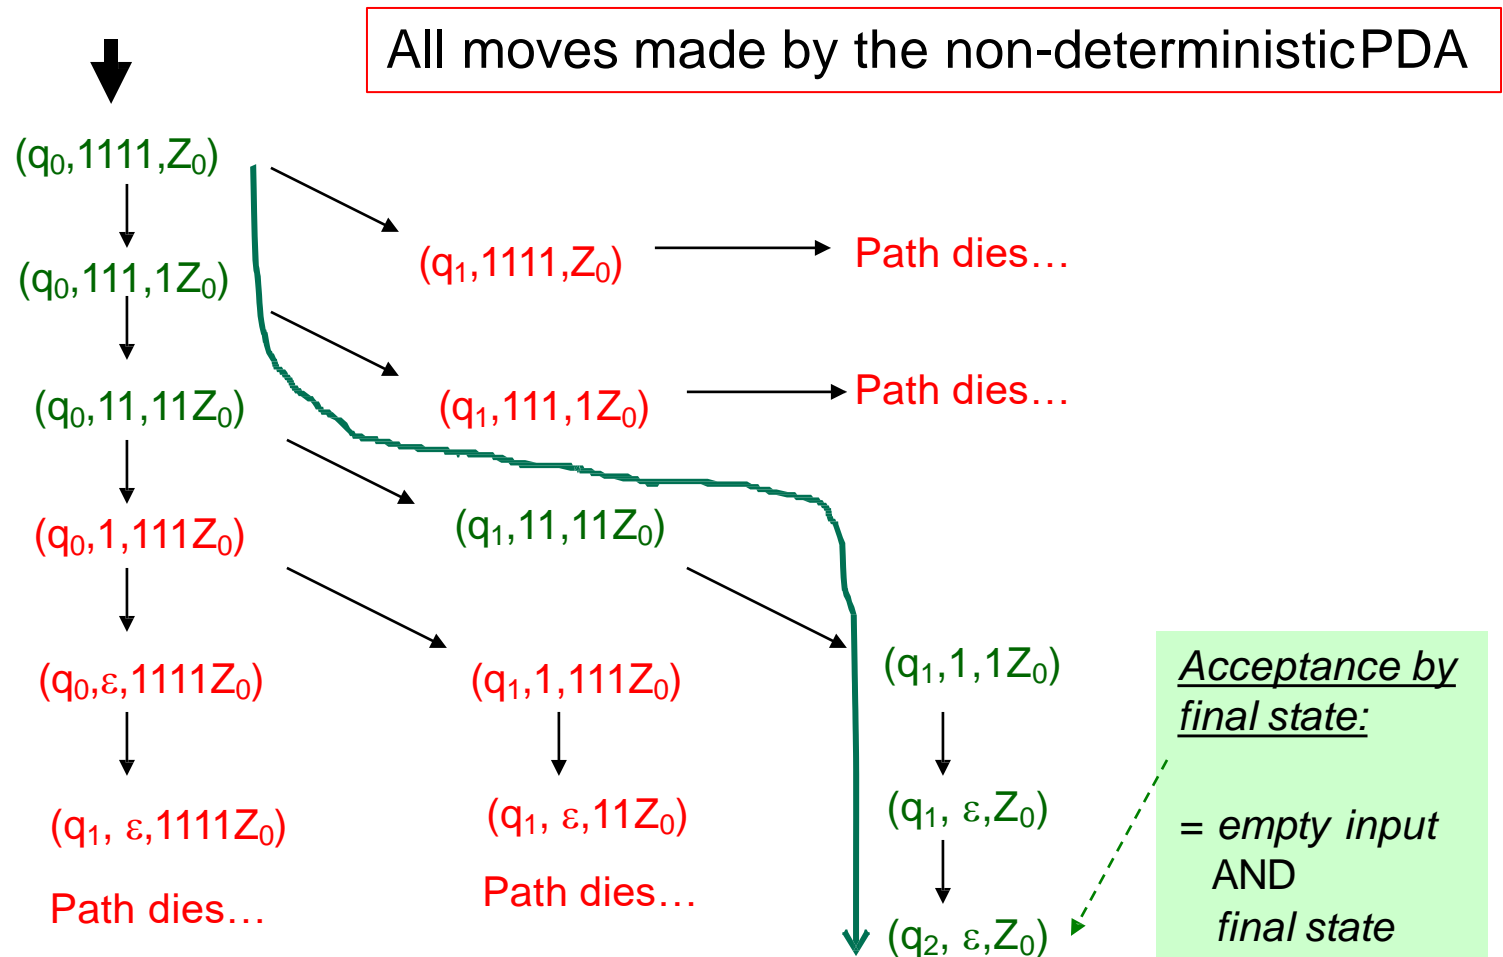 All moves made by the non-deterministicPDA
(q₀,1111,Z₀)
(q₁,1111,Z₀)
Path dies…
(q₀,111,1Z₀)
(q₁,111,1Z₀)
Path dies…
(q₀,11,11Z₀)
(q₁,11,11Z₀)
(q₀,1,111Z₀)
(q₀,ε,1111Z₀)
(q₁,1,111Z₀)
(q₁,1,1Z₀)
(q₁, ε,1111Z₀)
(q₁, ε,11Z₀)
(q₁, ε,Z₀)
Path dies…
Path dies…
(q₂, ε,Z₀)
Acceptance by
final state:
= empty input
AND
final state